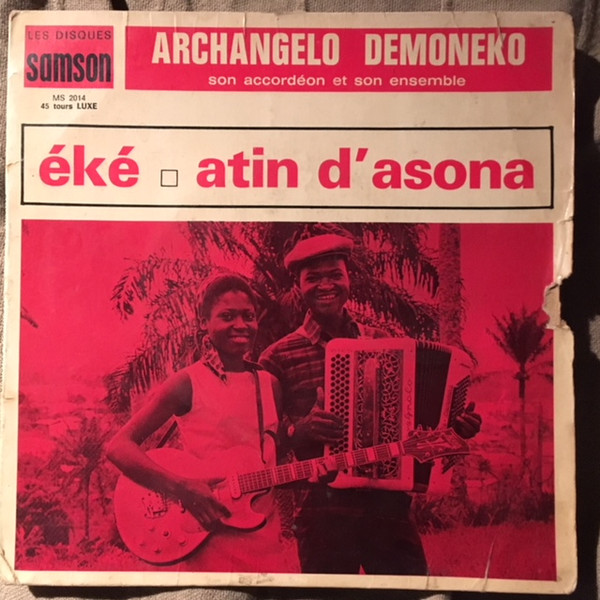 LES DISQUES
samson
MS 2014
45 tours LUXE
ARCHANGELO DEMONEKO
son accordéon et son ensemble
éké □ atin d'asona